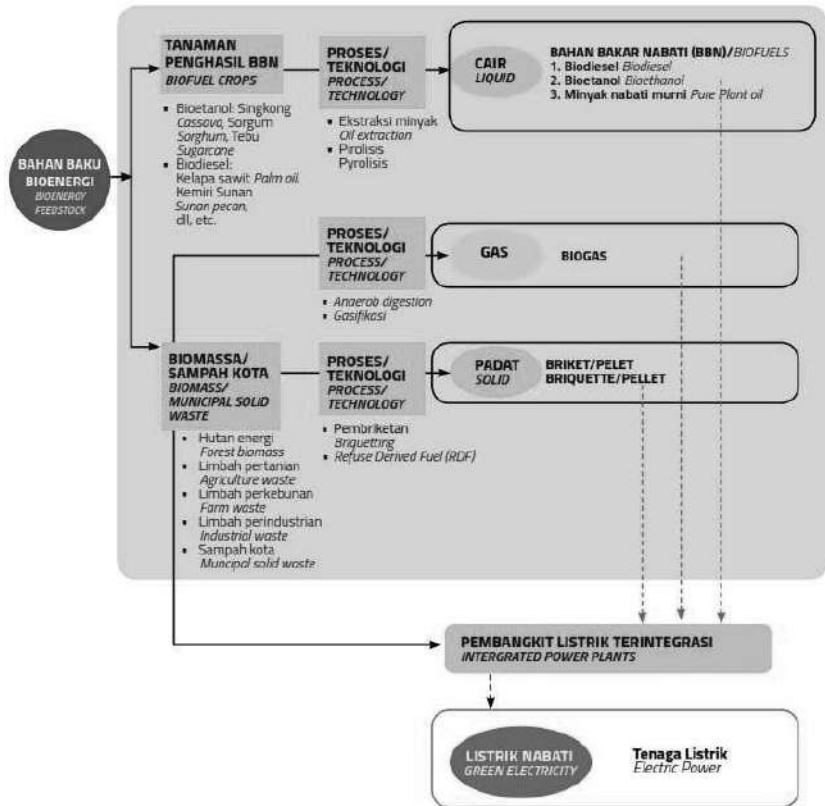 BAHAN BAKU
BIOENERGI
BIOENERGY
FEEDSTOCK
TANAMAN
PENGHASIL BBN
BIOFUEL CROPS
▪ Bioetanol: Singkong
Cassava, Sorgum
Sorghum, Tebu
Sugarcane
▪ Biodiesel:
Kelapa sawit Palm oil
Kemiri Sunan
Sunan pecan,
dll, etc.
PROSES/
TEKNOLOGI
PROCESS/
TECHNOLOGY
▪ Ekstraksi minyak
Oil extraction
▪ Pirolisis
Pyrolisis
CAIR
LIQUID
BAHAN BAKAR NABATI (BBN)/BIOFUELS
1. Biodiesel Biodiesel
2. Bioetanol Bioethanol
3. Minyak nabati murni Pure Plant oil
PROSES/
TEKNOLOGI
PROCESS/
TECHNOLOGY
▪ Anaerob digestion
▪ Gasifikasi
GAS
BIOGAS
BIOMASSA/
SAMPAH KOTA
BIOMASS/
MUNICIPAL SOLID
WASTE
▪ Hutan energi
Forest biomass
▪ Limbah pertanian
Agriculture waste
▪ Limbah perkebunan
Farm waste
▪ Limbah perindustrian
Industrial waste
▪ Sampah kota
Muncipal solid waste
PROSES/
TEKNOLOGI
PROCESS/
TECHNOLOGY
▪ Pembriketan
Briquetting
▪ Refuse Derived Fuel (RDF)
PADAT
SOLID
BRIKET/PELET
BRIQUETTE/PELLET
PEMBANGKIT LISTRIK TERINTEGRASI
INTERGRATED POWER PLANTS
LISTRIK NABATI
GREEN ELECTRICITY
Tenaga Listrik
Electric Power